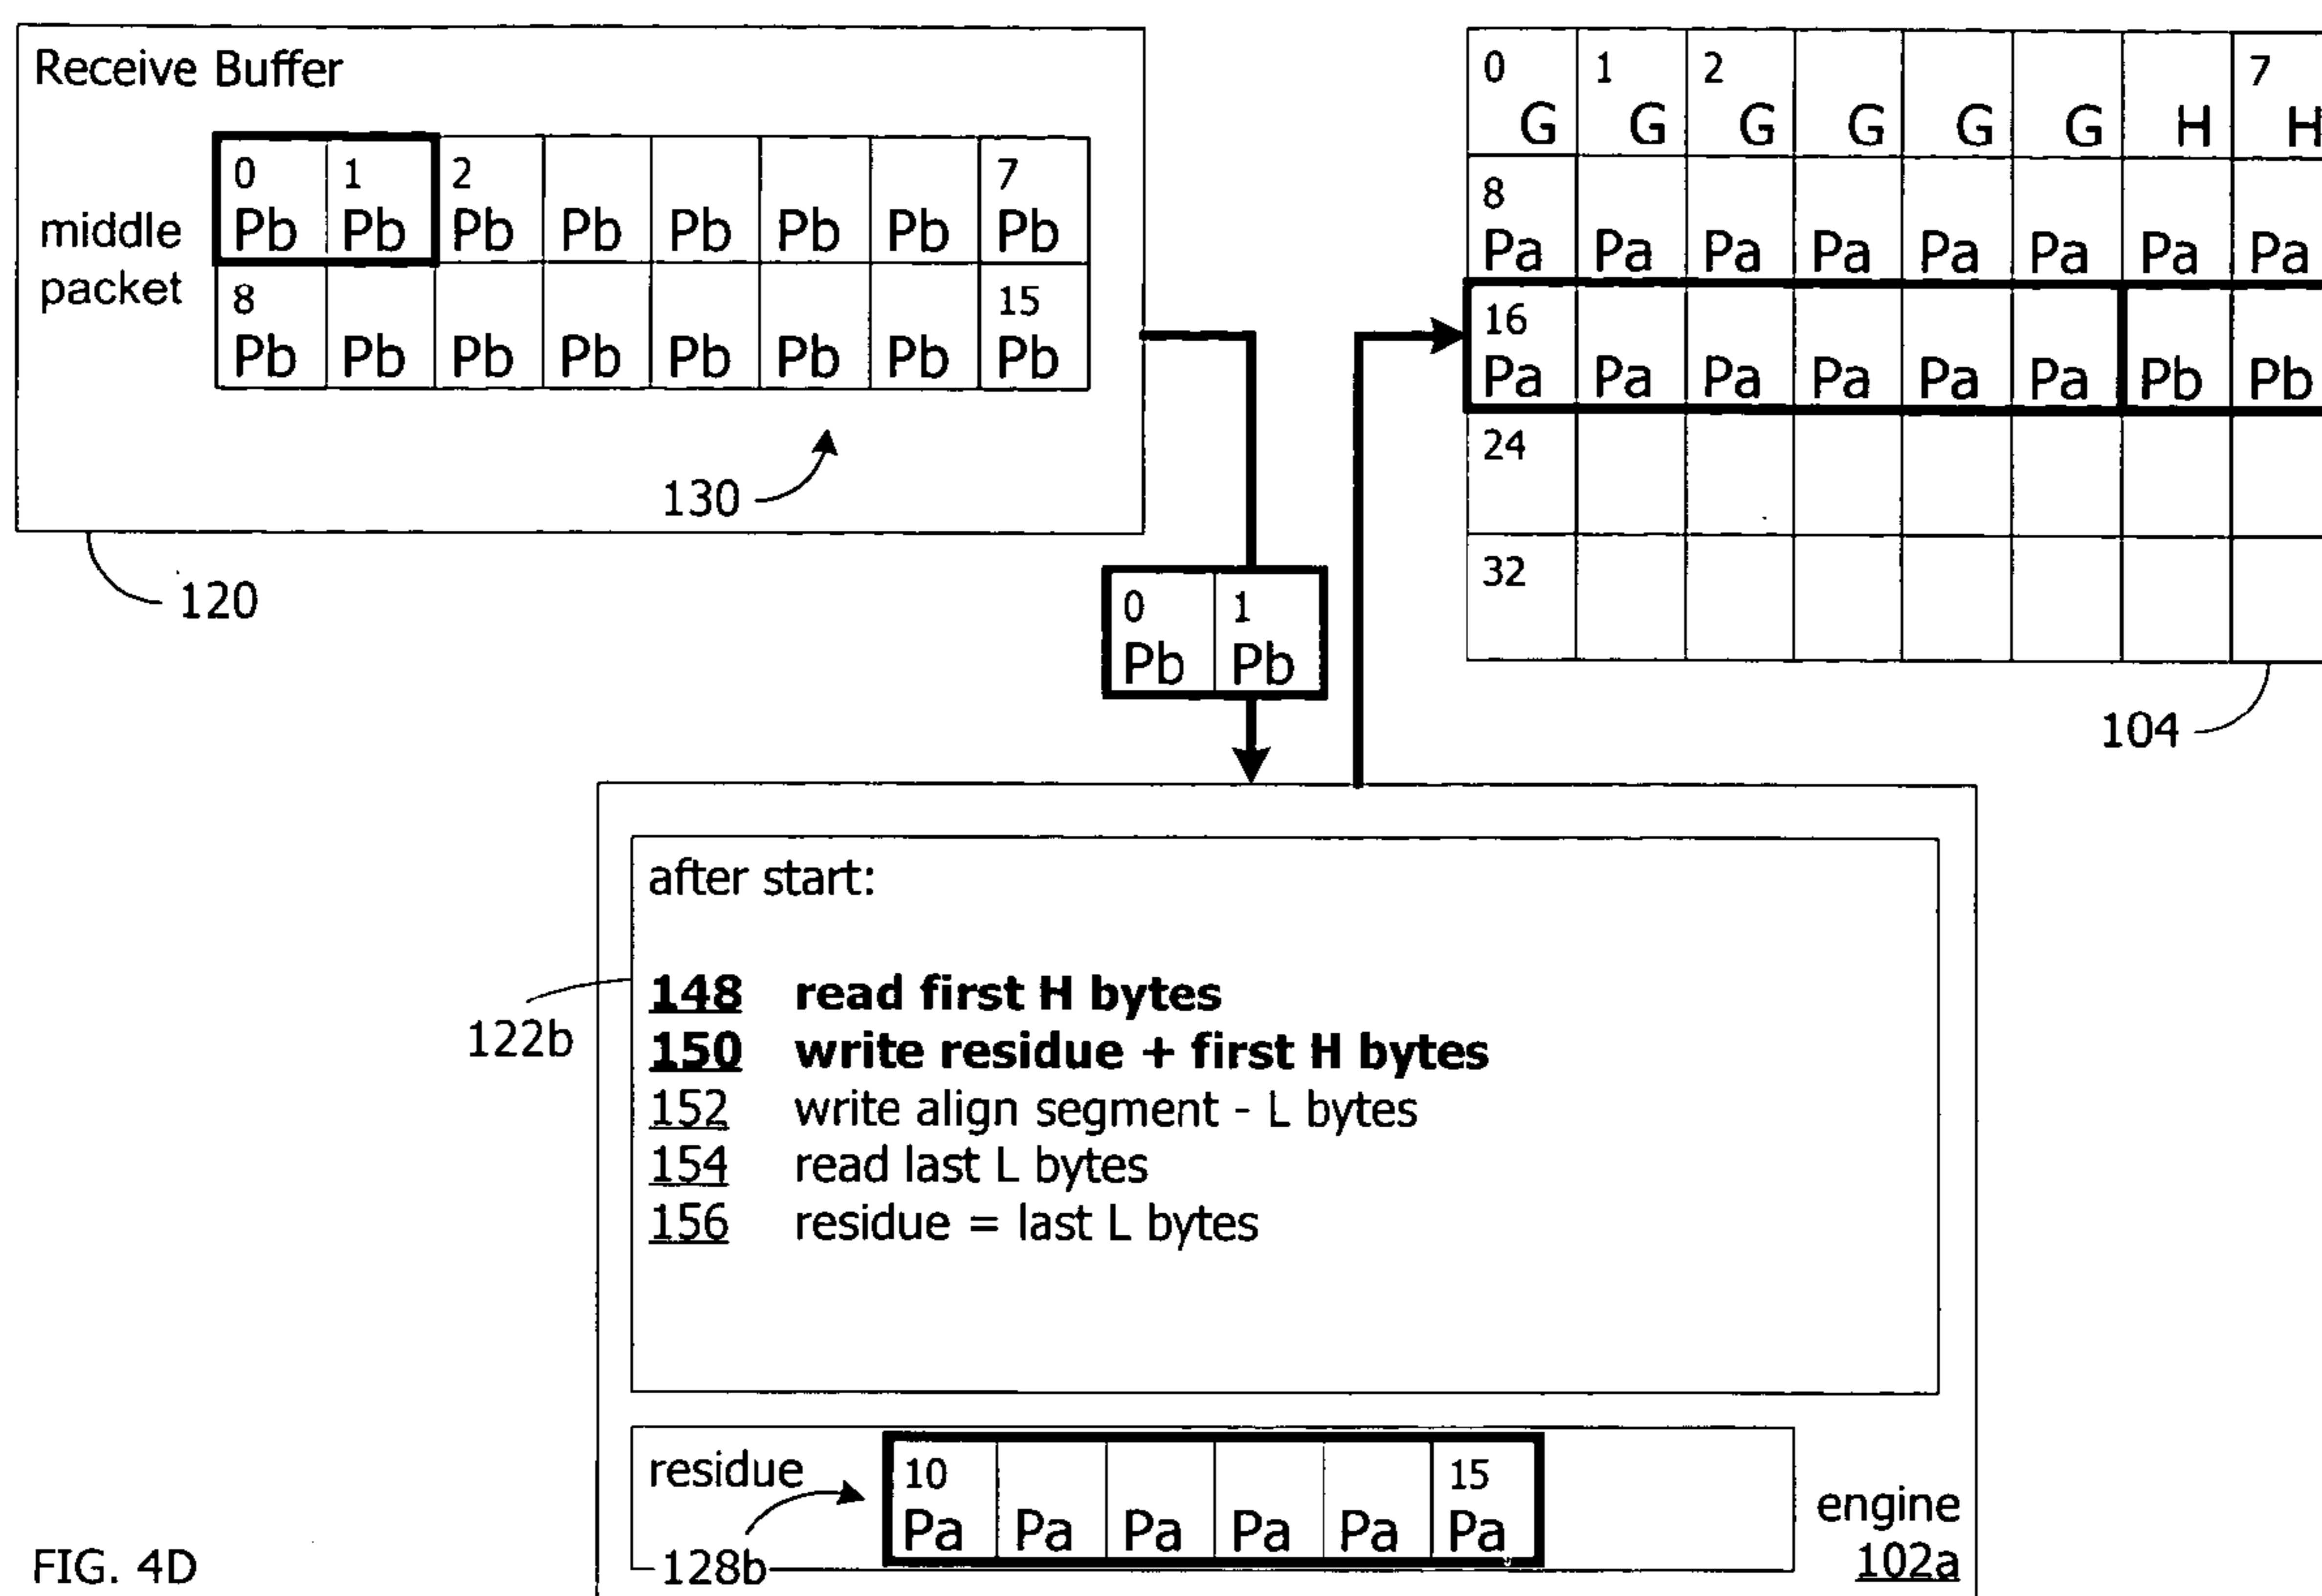 Receive Buffer
middle
packet
0 1 2 7
Pb Pb Pb Pb Pb Pb Pb Pb
8 15
Pb Pb Pb Pb Pb Pb Pb Pb
130
120
0 1 2 7
G G G G G G H H
8
Pa Pa Pa Pa Pa Pa Pa Pa
16
Pa Pa Pa Pa Pa Pa Pb Pb
24
32
104
0 1
Pb Pb
after start:
148 read first H bytes
150 write residue + first H bytes
152 write align segment - L bytes
154 read last L bytes
156 residue = last L bytes
122b
residue
10 15
Pa Pa Pa Pa Pa Pa
128b
engine
102a
FIG. 4D